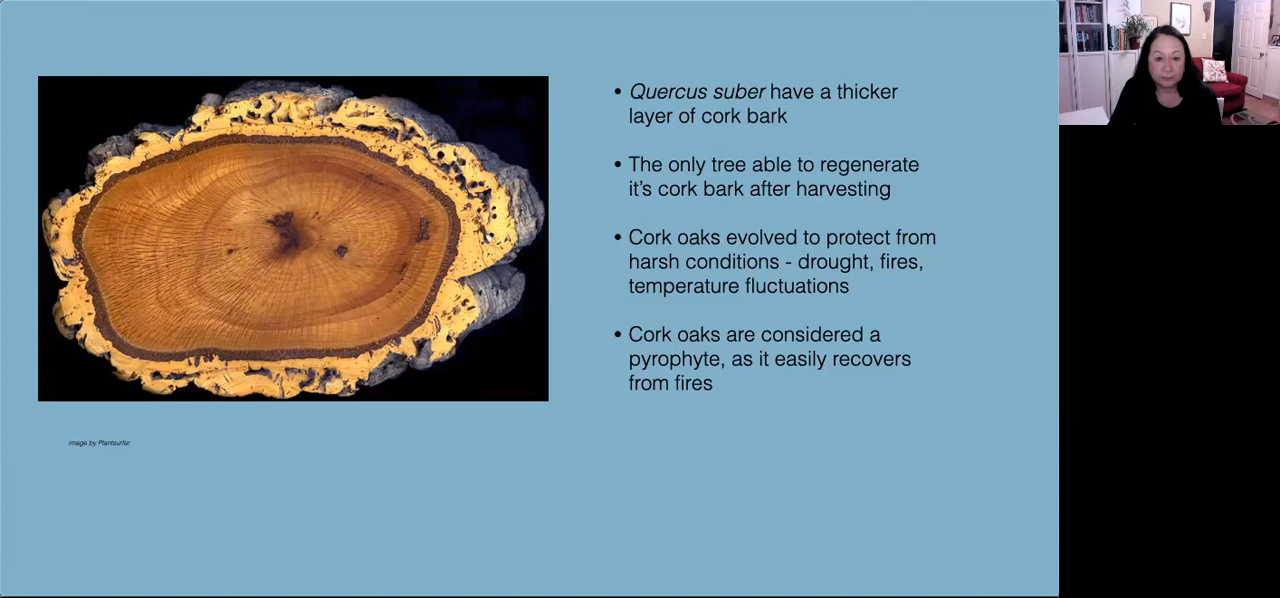 • Quercus suber have a thicker
layer of cork bark
• The only tree able to regenerate
it's cork bark after harvesting
• Cork oaks evolved to protect from
harsh conditions - drought, fires,
temperature fluctuations
• Cork oaks are considered a
pyrophyte, as it easily recovers
from fires
image by Plantsurfer